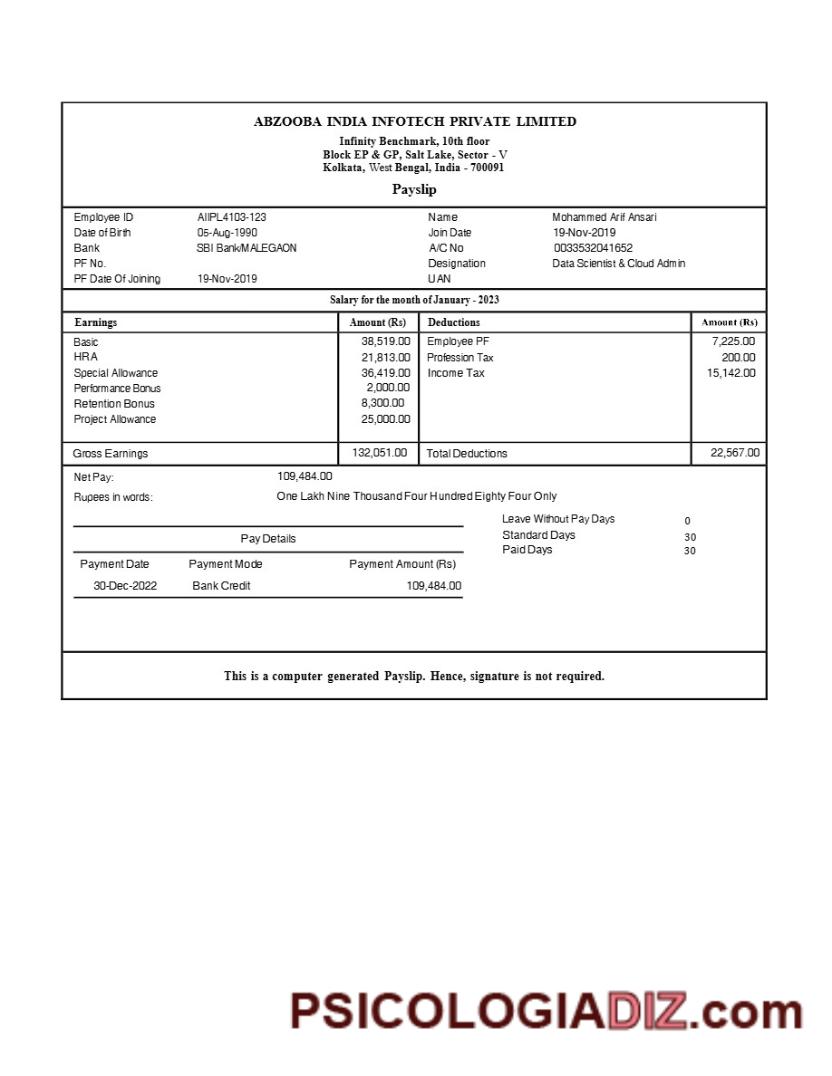 ABZOOBA INDIA INFOTECH PRIVATE LIMITED
Infinity Benchmark, 10th floor
Block EP & GP, Salt Lake, Sector - V
Kolkata, West Bengal, India - 700091
Payslip
Employee ID AIIPL4103-123 Name Mohammed Arif Ansari
Date of Birth 05-Aug-1990 Join Date 19-Nov-2019
Bank SBI Bank/MALEGAON A/C No 0033532041652
PF No. Designation Data Scientist & Cloud Admin
PF Date Of Joining 19-Nov-2019 UAN
Salary for the month of January - 2023
Earnings Amount (Rs) Deductions Amount (Rs)
Basic 38,519.00 Employee PF 7,225.00
HRA 21,813.00 Profession Tax 200.00
Special Allowance 36,419.00 Income Tax 15,142.00
Performance Bonus 2,000.00
Retention Bonus 8,300.00
Project Allowance 25,000.00
Gross Earnings 132,051.00 Total Deductions 22,567.00
Net Pay: 109,484.00
Rupees in words: One Lakh Nine Thousand Four Hundred Eighty Four Only
Leave Without Pay Days 0
Standard Days 30
Paid Days 30
Pay Details
Payment Date Payment Mode Payment Amount (Rs)
30-Dec-2022 Bank Credit 109,484.00
This is a computer generated Payslip. Hence, signature is not required.
PSICOLOGIADIZ.com